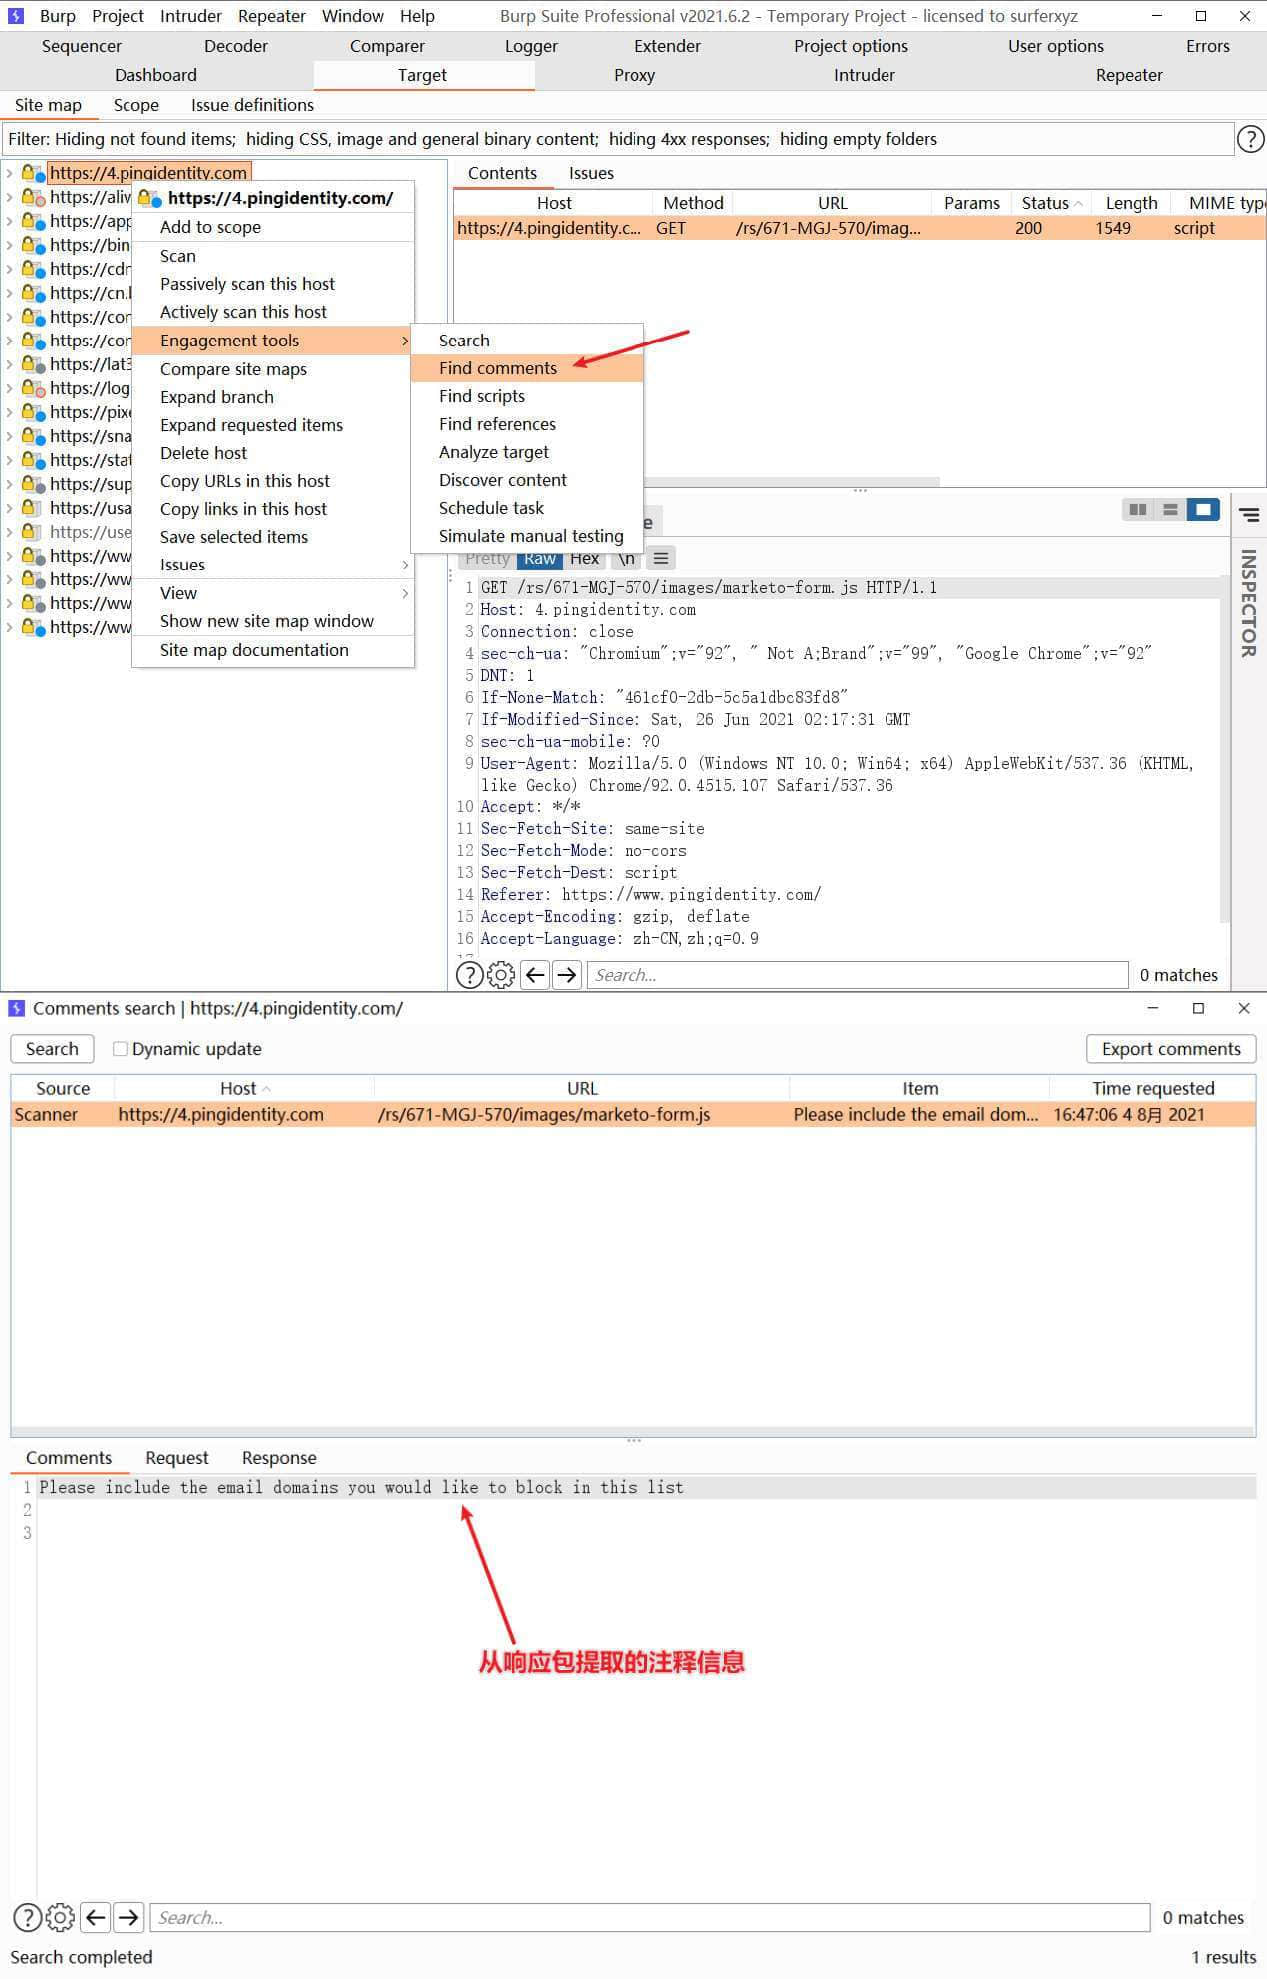 Burp Project Intruder Repeater Window Help Burp Suite Professional v2021.6.2 - Temporary Project - licensed to surferxyz
Sequencer Decoder Comparer Logger Extender Project options User options Errors
Dashboard Target Proxy Intruder Repeater
Site map Scope Issue definitions
Filter: Hiding not found items; hiding CSS, image and general binary content; hiding 4xx responses; hiding empty folders
https://4.pingidentity.com
https://aliw
https://app
https://bin
https://cdn
https://cn.l
https://cor
https://cor
https://lat3
https://log
https://pixe
https://sna
https://stat
https://sup
https://usa
https://use
https://ww
https://ww
https://ww
https://ww
https://4.pingidentity.com/
Add to scope
Scan
Passively scan this host
Actively scan this host
Engagement tools
Compare site maps
Expand branch
Expand requested items
Delete host
Copy URLs in this host
Copy links in this host
Save selected items
Issues
View
Show new site map window
Site map documentation
Search
Find comments
Find scripts
Find references
Analyze target
Discover content
Schedule task
Simulate manual testing
Contents Issues
Host Method URL Params Status Length MIME type
https://4.pingidentity.c... GET /rs/671-MGJ-570/imag... 200 1549 script
Pretty Raw Hex \n
INSPECTOR
1 GET /rs/671-MGJ-570/images/marketo-form.js HTTP/1.1
2 Host: 4.pingidentity.com
3 Connection: close
4 sec-ch-ua: "Chromium";v="92", " Not A;Brand";v="99", "Google Chrome";v="92"
5 DNT: 1
6 If-None-Match: "461cf0-2db-5c5a1dbc83fd8"
7 If-Modified-Since: Sat, 26 Jun 2021 02:17:31 GMT
8 sec-ch-ua-mobile: ?0
9 User-Agent: Mozilla/5.0 (Windows NT 10.0; Win64; x64) AppleWebKit/537.36 (KHTML,
like Gecko) Chrome/92.0.4515.107 Safari/537.36
10 Accept: */*
11 Sec-Fetch-Site: same-site
12 Sec-Fetch-Mode: no-cors
13 Sec-Fetch-Dest: script
14 Referer: https://www.pingidentity.com/
15 Accept-Encoding: gzip, deflate
16 Accept-Language: zh-CN,zh;q=0.9
Search... 0 matches
Comments search | https://4.pingidentity.com/
Search Dynamic update Export comments
Source Host URL Item Time requested
Scanner https://4.pingidentity.com /rs/671-MGJ-570/images/marketo-form.js Please include the email dom... 16:47:06 4 8月 2021
Comments Request Response
1 Please include the email domains you would like to block in this list
2
3
从响应包提取的注释信息
Search... 0 matches
Search completed 1 results